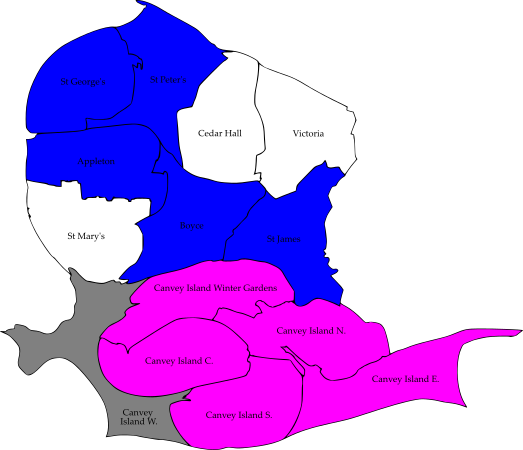 St George's
St Peter's
Cedar Hall
Victoria
Appleton
St Mary's
Boyce
St James
Canvey Island Winter Gardens
Canvey Island N.
Canvey Island C.
Canvey Island E.
Canvey
Island W.
Canvey Island S.